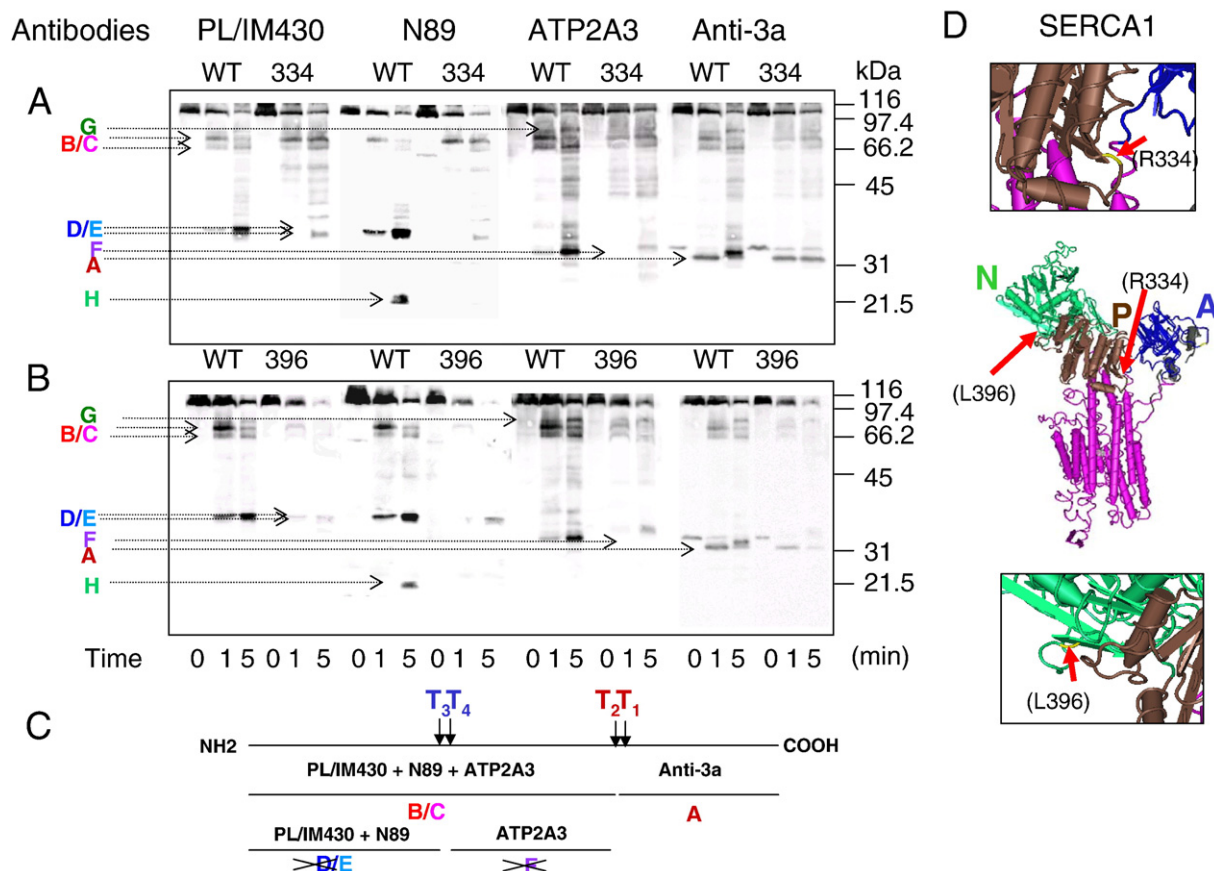 Antibodies PL/IM430 N89 ATP2A3 Anti-3a
WT 334 WT 334 WT 334 WT 334 kDa
A
G
B/C
D/E
F
A
H
116
97.4
66.2
45
31
21.5
WT 396 WT 396 WT 396 WT 396
B
G
B/C
D/E
F
A
H
116
97.4
66.2
45
31
21.5
Time 0 1 5 0 1 5 0 1 5 0 1 5 0 1 5 0 1 5 0 1 5 0 1 5 (min)
C
T3T4 T2T1
NH2 COOH
PL/IM430 + N89 + ATP2A3 Anti-3a
B/C A
PL/IM430 + N89 ATP2A3
D/E F
D SERCA1
(R334)
N
(R334)
P
A
(L396)
(L396)